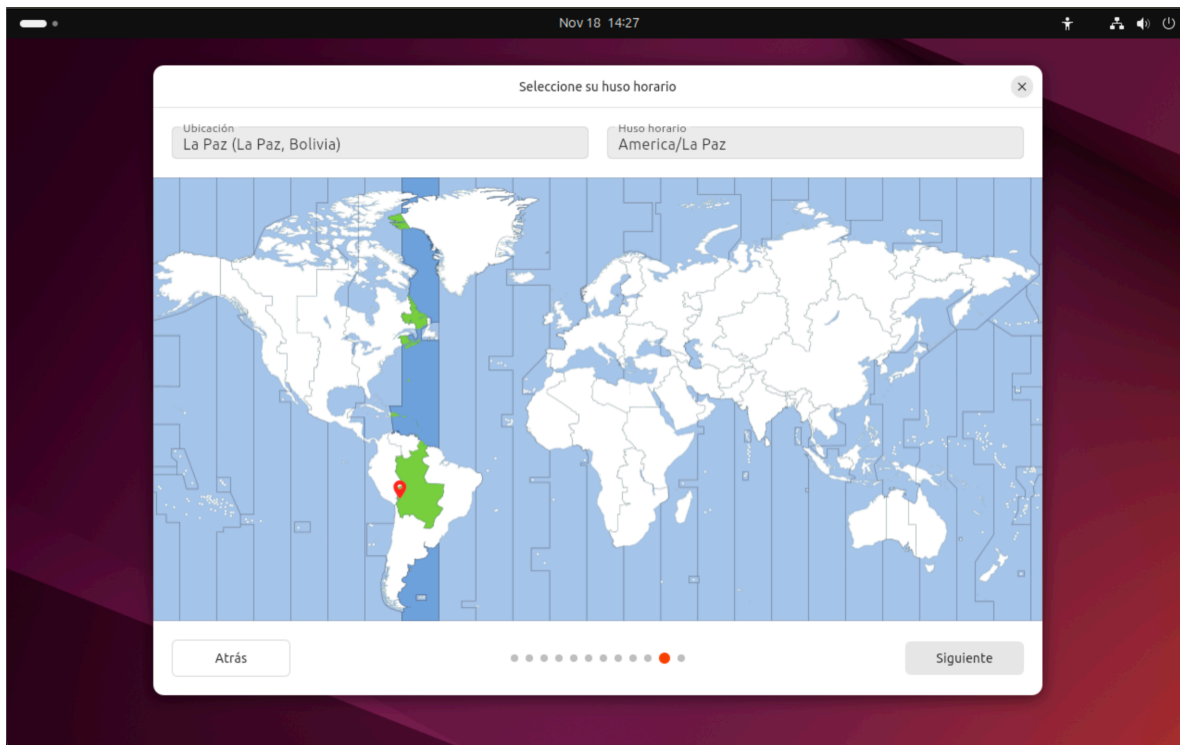 Nov 18 14:27
Seleccione su huso horario
Ubicación
La Paz (La Paz, Bolivia)
Huso horario
America/La Paz
Atrás
Siguiente